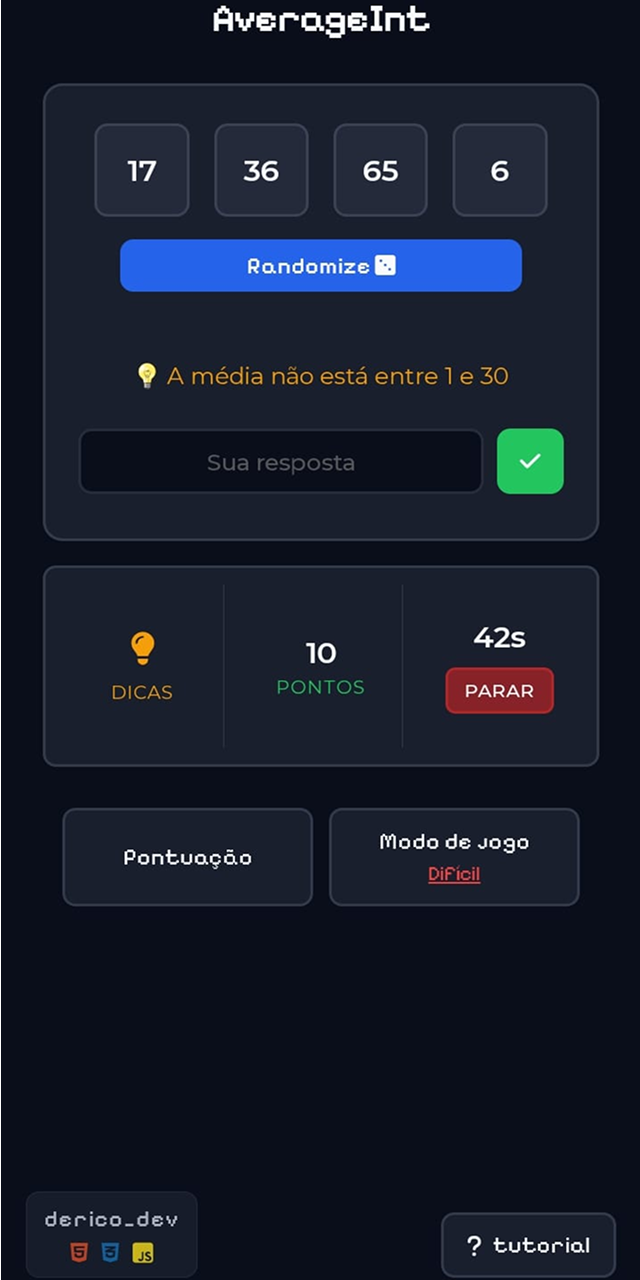 AverageInt
17 36 65 6
Randomize
A média não está entre 1 e 30
Sua resposta
DICAS
10
PONTOS
42s
PARAR
Pontuação
Modo de jogo
Difícil
derico_dev
5 3 JS
? tutorial